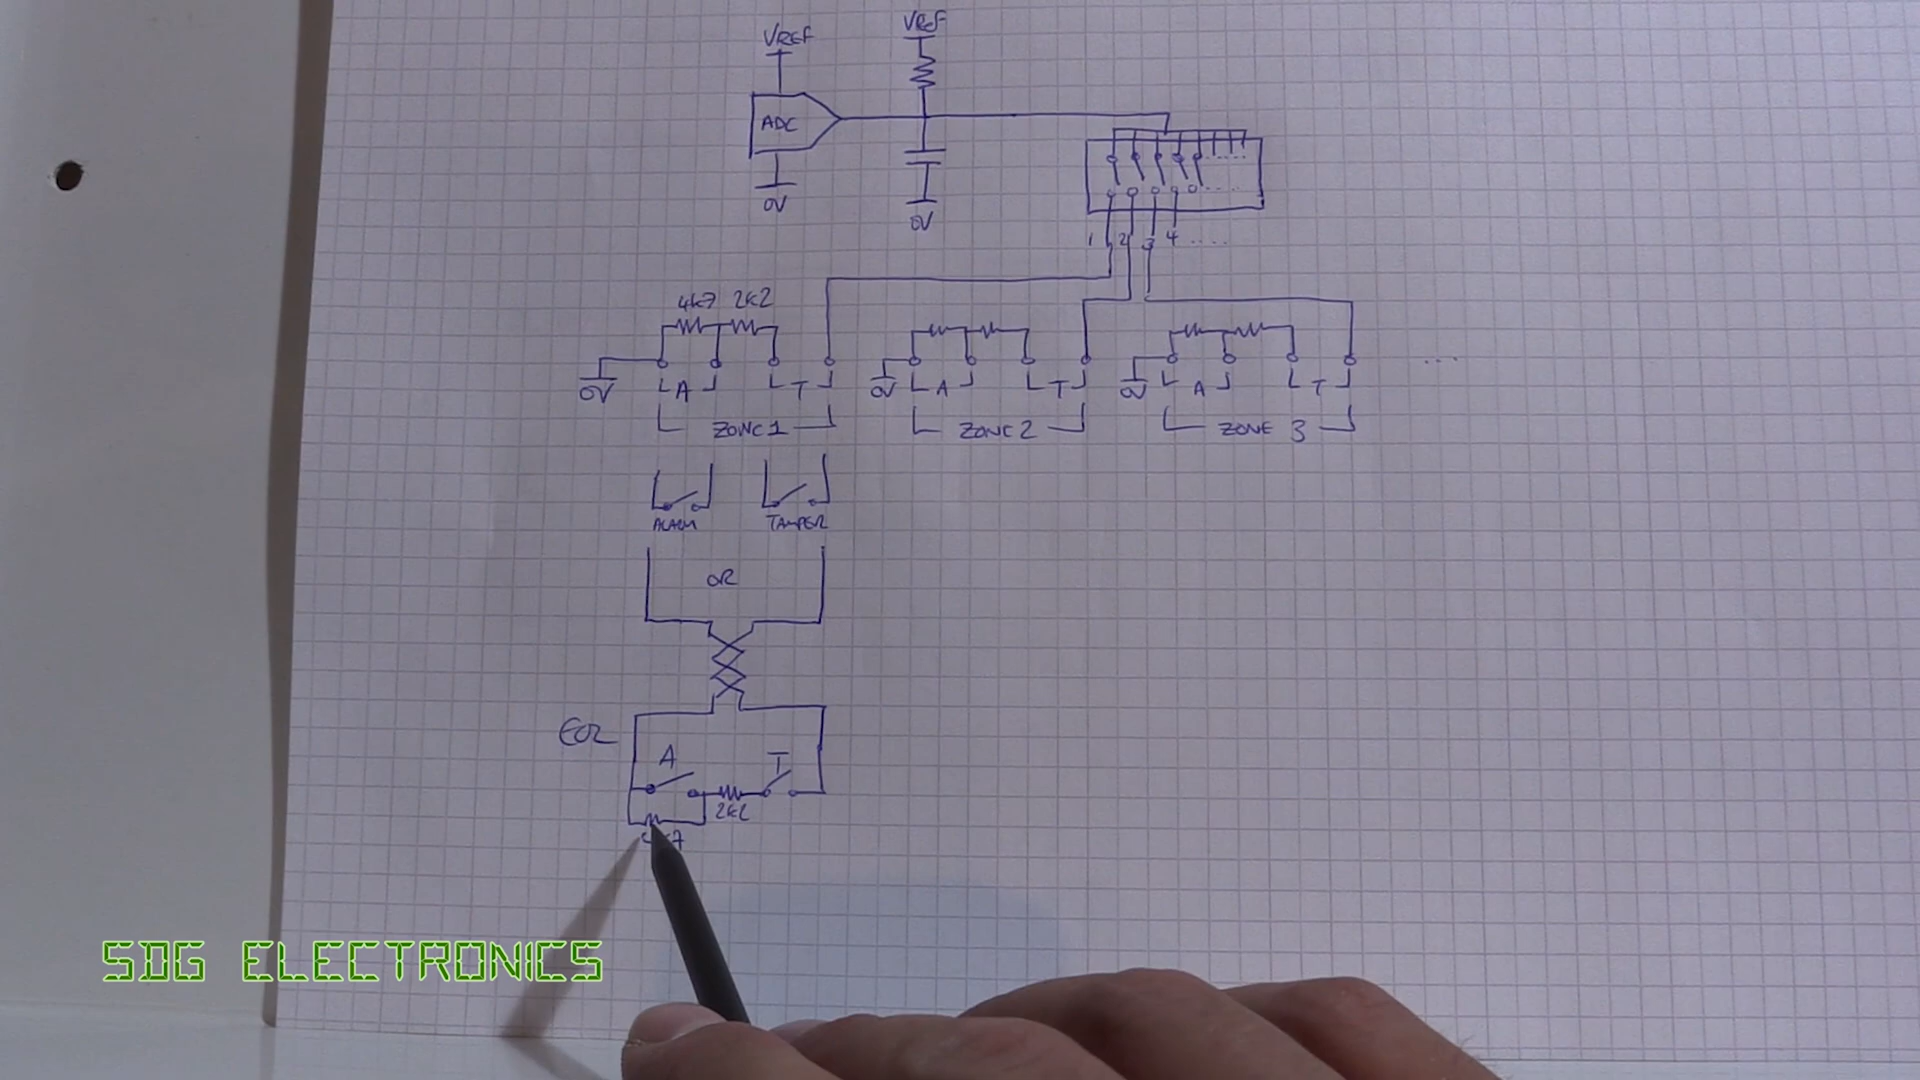 VREF
VREF
ADC
0V
0V
1 2 3 4 ....
4k7 2k2
0V
A T
0V
A T
0V
A T
...
ZONE 1
ZONE 2
ZONE 3
ALARM
TAMPER
OR
EOL
A
T
2k2
SDG ELECTRONICS